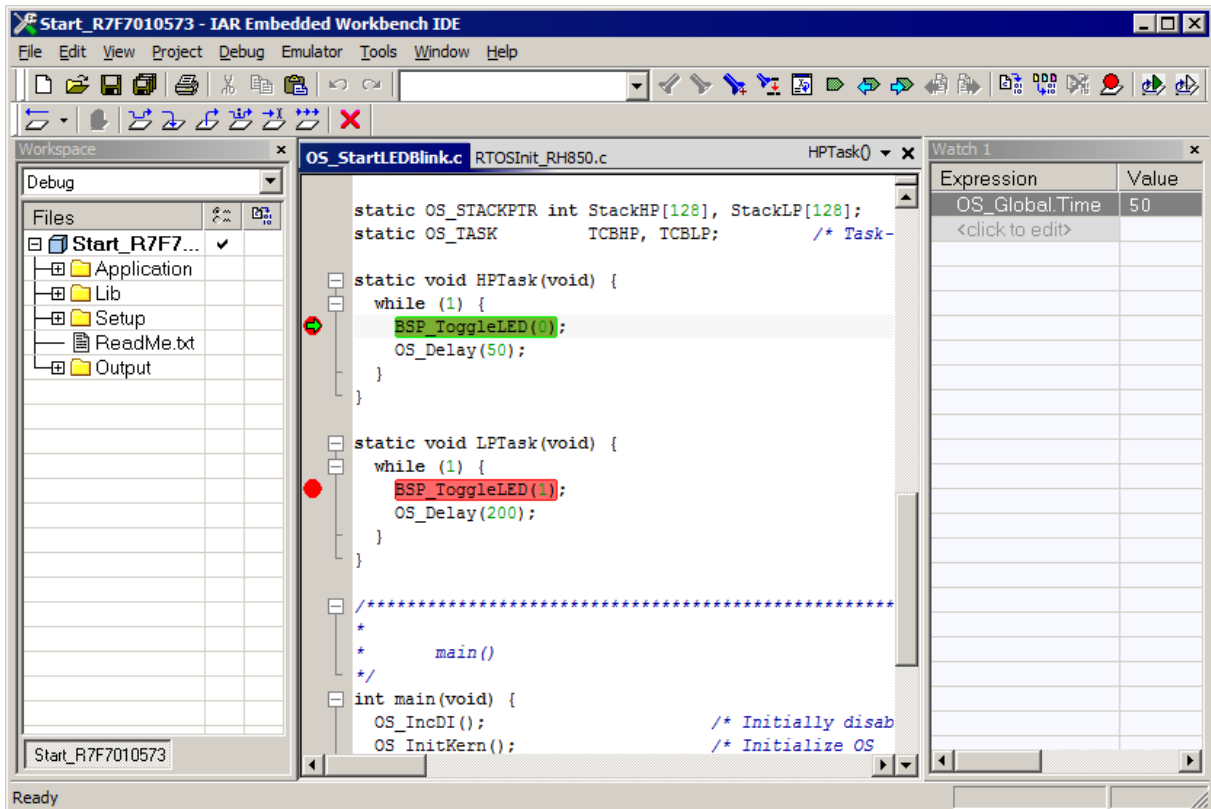 Start_R7F7010573 - IAR Embedded Workbench IDE
File Edit View Project Debug Emulator Tools Window Help
Workspace
Debug
Files
Start_R7F7...
Application
Lib
Setup
ReadMe.txt
Output
Start_R7F7010573
OS_StartLEDBlink.c RTOSInit_RH850.c HPTask()
static OS_STACKPTR int StackHP[128], StackLP[128];
static OS_TASK TCBHP, TCBLP; /* Task-
static void HPTask(void) {
while (1) {
BSP_ToggleLED(0);
OS_Delay(50);
}
}
static void LPTask(void) {
while (1) {
BSP_ToggleLED(1);
OS_Delay(200);
}
}
/****************************************************
*
* main()
*/
int main(void) {
OS_IncDI(); /* Initially disab
OS_InitKern(); /* Initialize OS
Watch 1
Expression Value
OS_Global.Time 50
<click to edit>
Ready